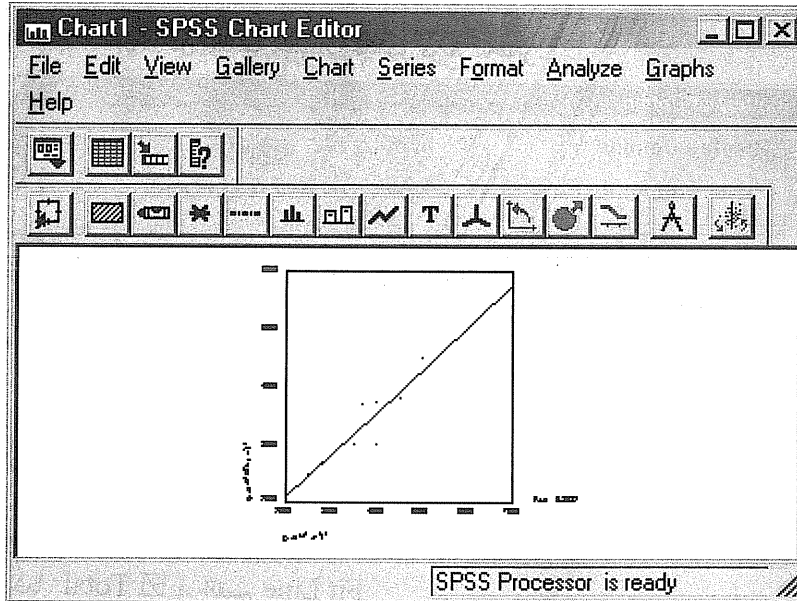 Chart1 - SPSS Chart Editor
File Edit View Gallery Chart Series Format Analyze Graphs
Help
T
SPSS Processor is ready